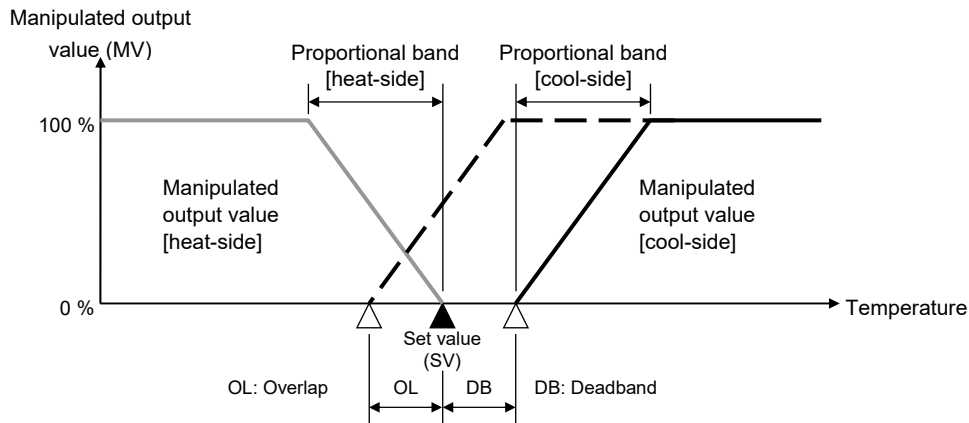 Manipulated output
value (MV)
Proportional band
[heat-side]
Proportional band
[cool-side]
100 %
Manipulated
output value
[heat-side]
Manipulated
output value
[cool-side]
0 %
Temperature
Set value
(SV)
OL: Overlap
OL
DB
DB: Deadband